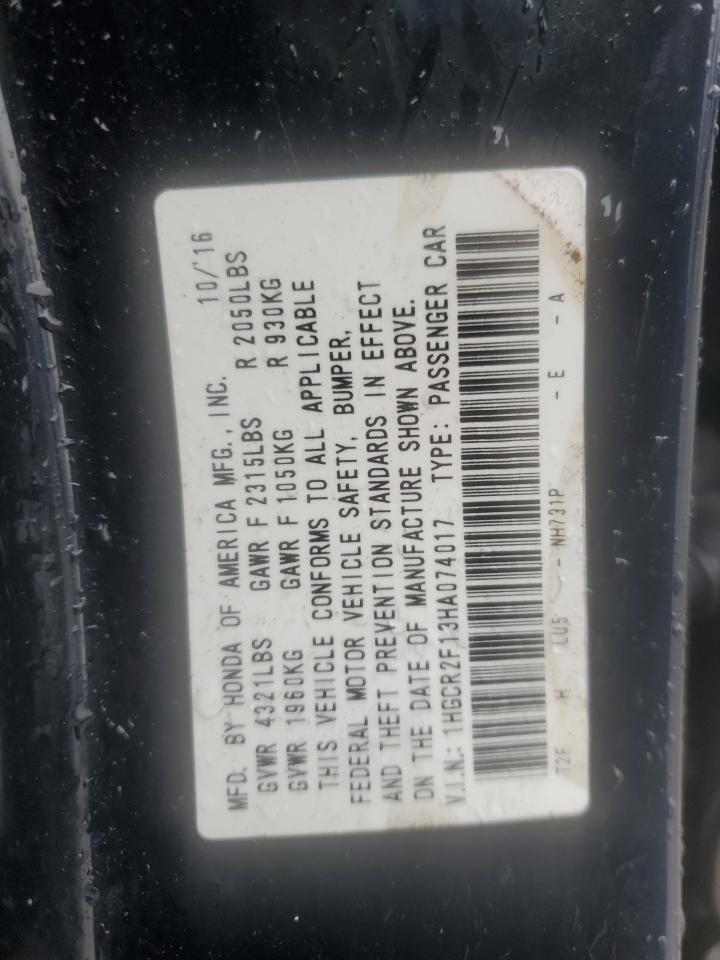 MFD. BY HONDA OF AMERICA MFG., INC. 10/'16
GVWR 4321LBS GAWR F 2315LBS R 2050LBS
GVWR 1960KG GAWR F 1050KG R 930KG
THIS VEHICLE CONFORMS TO ALL APPLICABLE
FEDERAL MOTOR VEHICLE SAFETY, BUMPER,
AND THEFT PREVENTION STANDARDS IN EFFECT
ON THE DATE OF MANUFACTURE SHOWN ABOVE.
V.I.N.: 1HGCR2F13HA074017 TYPE: PASSENGER CAR
T2F H LU5 - NH731P - E - A